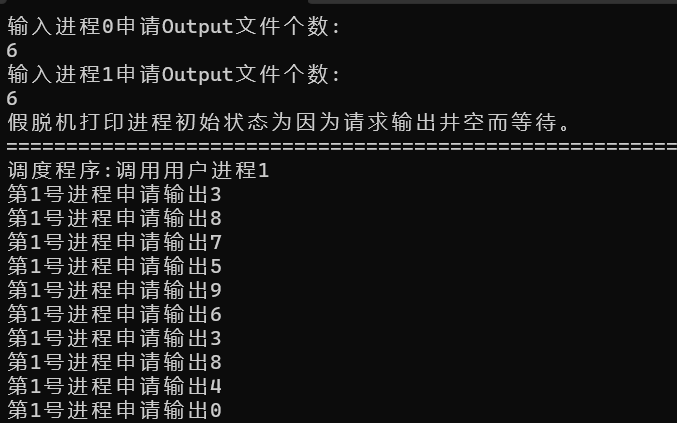 输入进程0申请Output文件个数:
6
输入进程1申请Output文件个数:
6
假脱机打印进程初始状态为因为请求输出井空而等待。
========================================================
调度程序:调用用户进程1
第1号进程申请输出3
第1号进程申请输出8
第1号进程申请输出7
第1号进程申请输出5
第1号进程申请输出9
第1号进程申请输出6
第1号进程申请输出3
第1号进程申请输出8
第1号进程申请输出4
第1号进程申请输出0